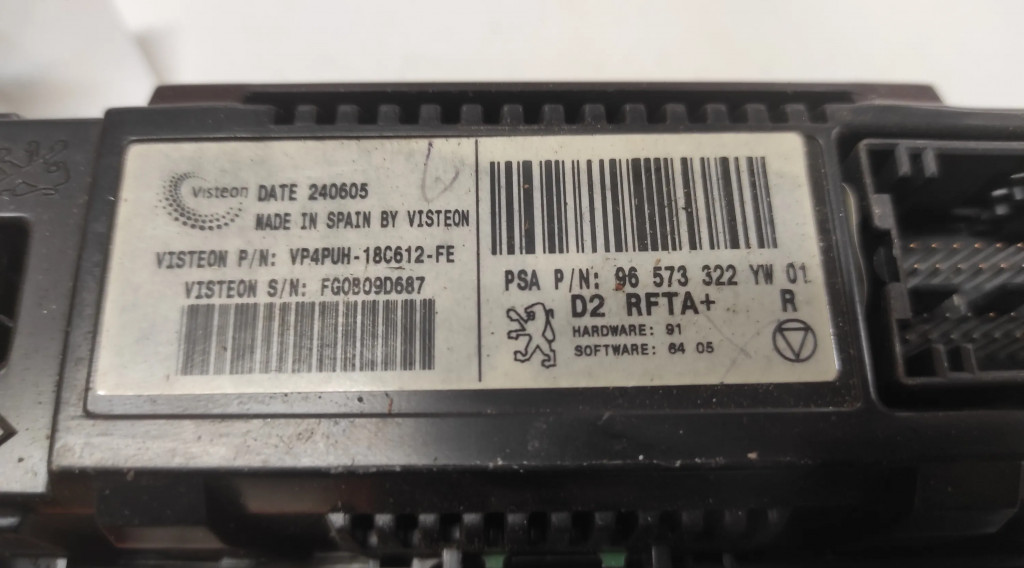 Visteon
DATE 240605
MADE IN SPAIN BY VISTEON
VISTEON P/N: VP4PUH-18C612-FE
VISTEON S/N: FG0809D687
PSA P/N: 96 573 322 YW 01
D2 RFTA+ R
HARDWARE: 91
SOFTWARE: 64 05